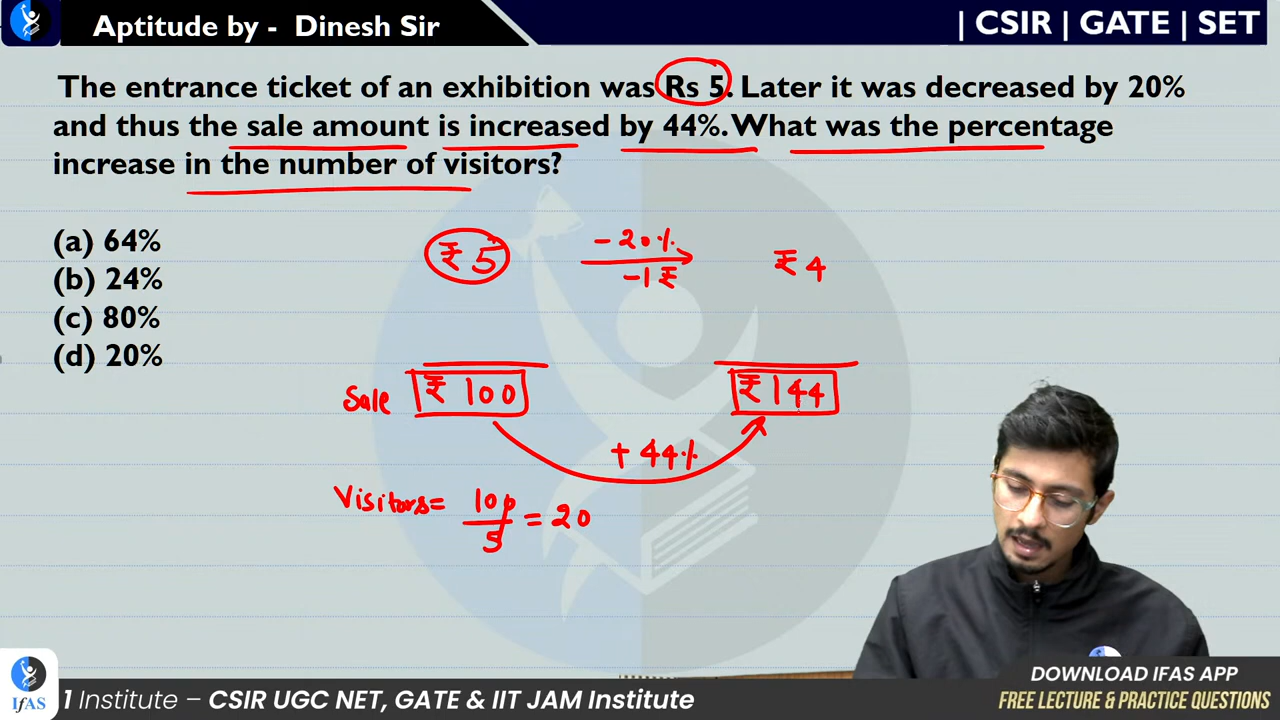 Aptitude by - Dinesh Sir
| CSIR | GATE | SET
The entrance ticket of an exhibition was Rs 5. Later it was decreased by 20%
and thus the sale amount is increased by 44%. What was the percentage
increase in the number of visitors?
(a) 64%
(b) 24%
(c) 80%
(d) 20%
₹ 5
-20%
-1 ₹
₹ 4
Sale ₹ 100
₹ 144
+ 44%
Visitors = 100/5 = 20
DOWNLOAD IFAS APP
FREE LECTURE & PRACTICE QUESTIONS
IfAS
1 Institute – CSIR UGC NET, GATE & IIT JAM Institute